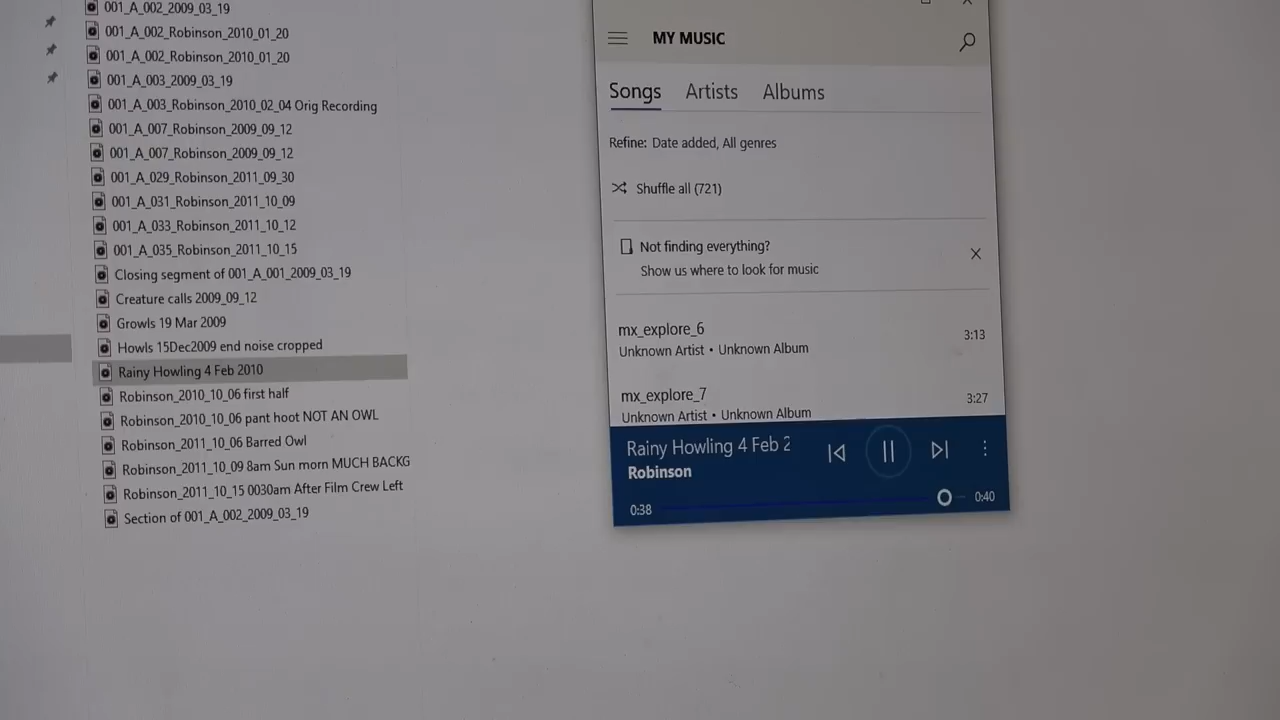 001_A_002_2009_03_19
001_A_002_Robinson_2010_01_20
001_A_002_Robinson_2010_01_20
001_A_003_2009_03_19
001_A_003_Robinson_2010_02_04 Orig Recording
001_A_007_Robinson_2009_09_12
001_A_007_Robinson_2009_09_12
001_A_029_Robinson_2011_09_30
001_A_031_Robinson_2011_10_09
001_A_033_Robinson_2011_10_12
001_A_035_Robinson_2011_10_15
Closing segment of 001_A_001_2009_03_19
Creature calls 2009_09_12
Growls 19 Mar 2009
Howls 15Dec2009 end noise cropped
Rainy Howling 4 Feb 2010
Robinson_2010_10_06 first half
Robinson_2010_10_06 pant hoot NOT AN OWL
Robinson_2011_10_06 Barred Owl
Robinson_2011_10_09 8am Sun morn MUCH BACKG
Robinson_2011_10_15 0030am After Film Crew Left
Section of 001_A_002_2009_03_19
MY MUSIC
Songs Artists Albums
Refine: Date added, All genres
Shuffle all (721)
Not finding everything?
Show us where to look for music
mx_explore_6
3:13
Unknown Artist • Unknown Album
mx_explore_7
3:27
Unknown Artist • Unknown Album
Rainy Howling 4 Feb 2
Robinson
0:38 0:40